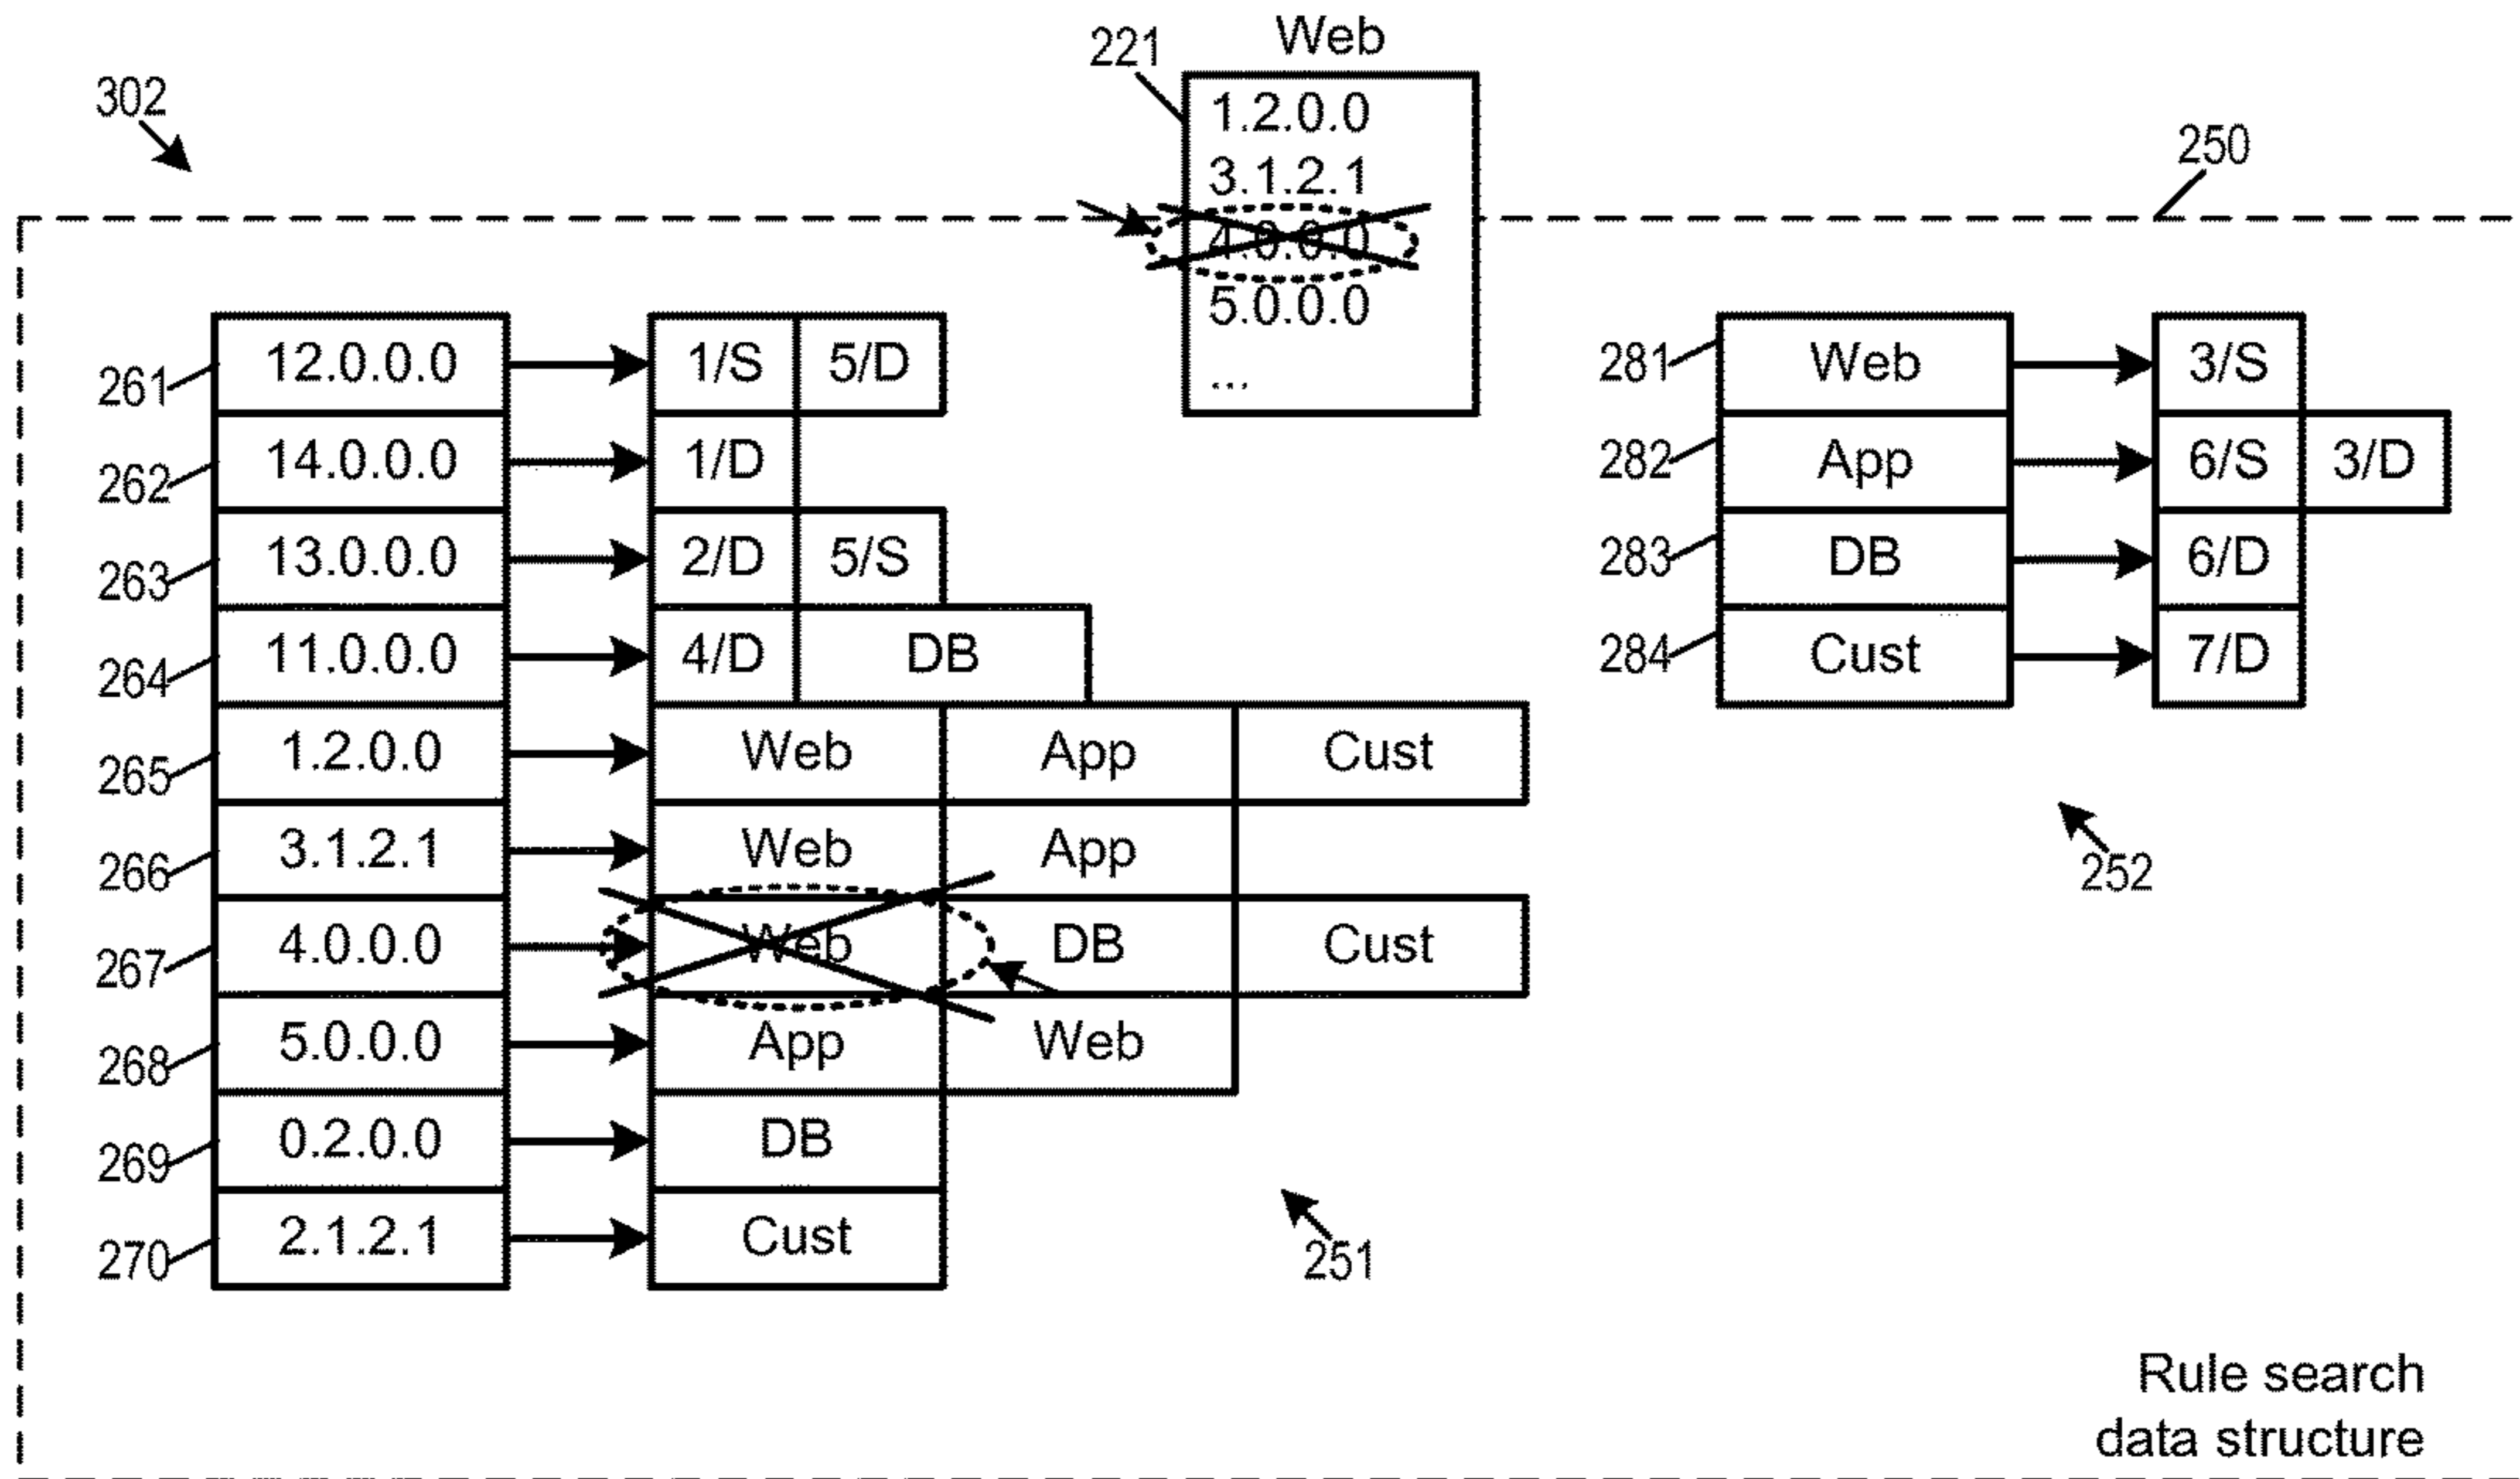 302
221
Web
1.2.0.0
3.1.2.1
4.0.0.0
5.0.0.0
...
250
261 12.0.0.0 1/S 5/D
262 14.0.0.0 1/D
263 13.0.0.0 2/D 5/S
264 11.0.0.0 4/D DB
265 1.2.0.0 Web App Cust
266 3.1.2.1 Web App
267 4.0.0.0 Web DB Cust
268 5.0.0.0 App Web
269 0.2.0.0 DB
270 2.1.2.1 Cust
251
281 Web 3/S
282 App 6/S 3/D
283 DB 6/D
284 Cust 7/D
252
Rule search
data structure